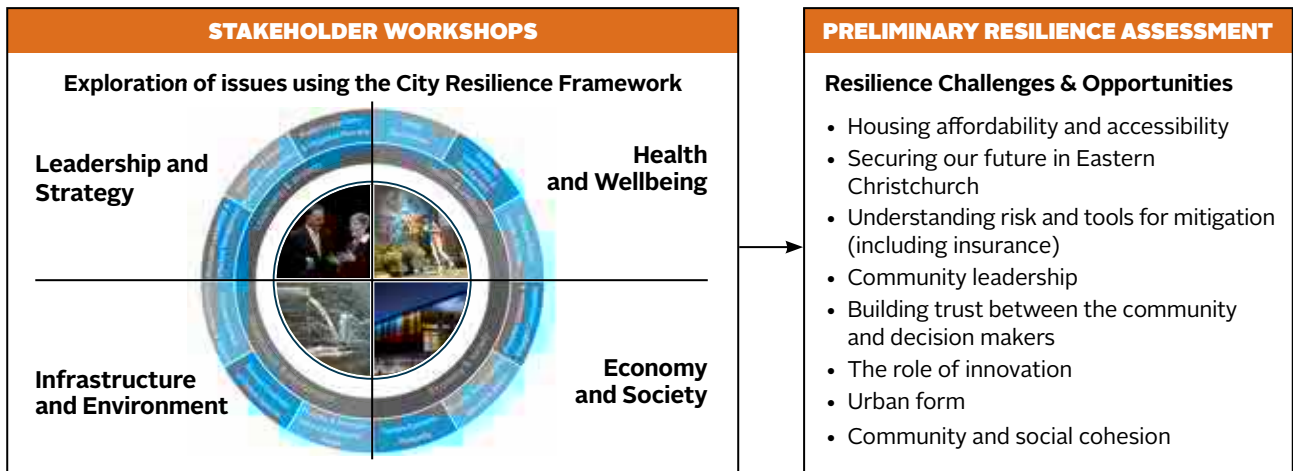 STAKEHOLDER WORKSHOPS
Exploration of issues using the City Resilience Framework
Leadership and
Strategy
Health
and Wellbeing
Infrastructure
and Environment
Economy
and Society
PRELIMINARY RESILIENCE ASSESSMENT
Resilience Challenges & Opportunities
• Housing affordability and accessibility
• Securing our future in Eastern
Christchurch
• Understanding risk and tools for mitigation
(including insurance)
• Community leadership
• Building trust between the community
and decision makers
• The role of innovation
• Urban form
• Community and social cohesion